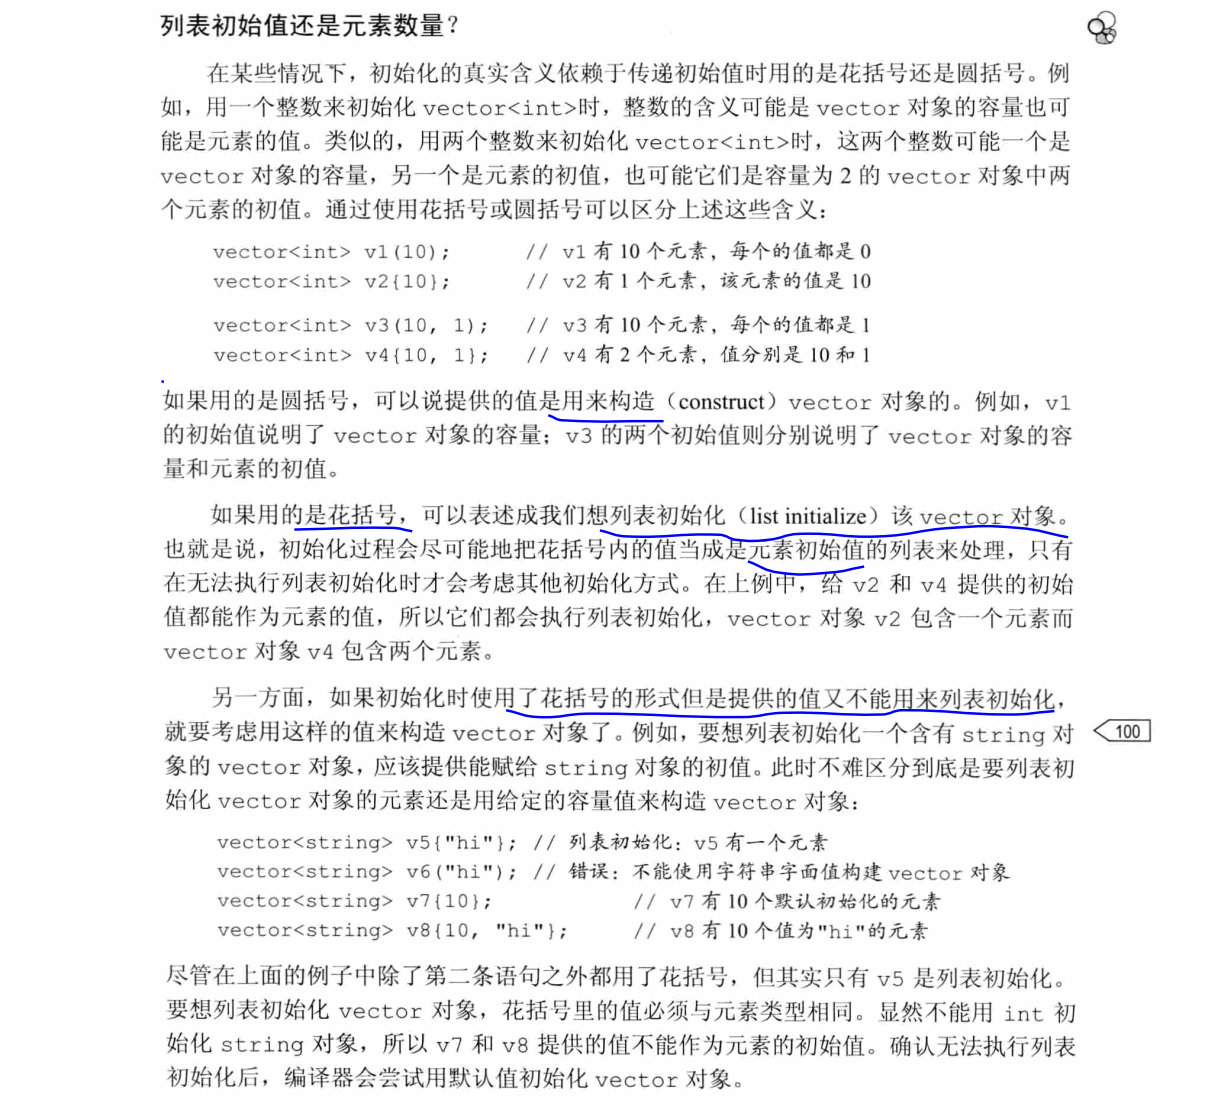 列表初始值还是元素数量？
在某些情况下，初始化的真实含义依赖于传递初始值时用的是花括号还是圆括号。例
如，用一个整数来初始化 vector<int>时，整数的含义可能是 vector 对象的容量也可
能是元素的值。类似的，用两个整数来初始化 vector<int>时，这两个整数可能一个是
vector 对象的容量，另一个是元素的初值，也可能它们是容量为 2 的 vector 对象中两
个元素的初值。通过使用花括号或圆括号可以区分上述这些含义：
vector<int> v1(10); // v1 有 10 个元素，每个的值都是 0
vector<int> v2{10}; // v2 有 1 个元素，该元素的值是 10
vector<int> v3(10, 1); // v3 有 10 个元素，每个的值都是 1
vector<int> v4{10, 1}; // v4 有 2 个元素，值分别是 10 和 1
如果用的是圆括号，可以说提供的值是用来构造（construct）vector 对象的。例如，v1
的初始值说明了 vector 对象的容量；v3 的两个初始值则分别说明了 vector 对象的容
量和元素的初值。
如果用的是花括号，可以表述成我们想列表初始化（list initialize）该 vector 对象。
也就是说，初始化过程会尽可能地把花括号内的值当成是元素初始值的列表来处理，只有
在无法执行列表初始化时才会考虑其他初始化方式。在上例中，给 v2 和 v4 提供的初始
值都能作为元素的值，所以它们都会执行列表初始化，vector 对象 v2 包含一个元素而
vector 对象 v4 包含两个元素。
另一方面，如果初始化时使用了花括号的形式但是提供的值又不能用来列表初始化，
就要考虑用这样的值来构造 vector 对象了。例如，要想列表初始化一个含有 string 对
100
象的 vector 对象，应该提供能赋给 string 对象的初值。此时不难区分到底是要列表初
始化 vector 对象的元素还是用给定的容量值来构造 vector 对象：
vector<string> v5{"hi"}; // 列表初始化：v5 有一个元素
vector<string> v6("hi"); // 错误：不能使用字符串字面值构建 vector 对象
vector<string> v7{10}; // v7 有 10 个默认初始化的元素
vector<string> v8{10, "hi"}; // v8 有 10 个值为"hi"的元素
尽管在上面的例子中除了第二条语句之外都用了花括号，但其实只有 v5 是列表初始化。
要想列表初始化 vector 对象，花括号里的值必须与元素类型相同。显然不能用 int 初
始化 string 对象，所以 v7 和 v8 提供的值不能作为元素的初始值。确认无法执行列表
初始化后，编译器会尝试用默认值初始化 vector 对象。